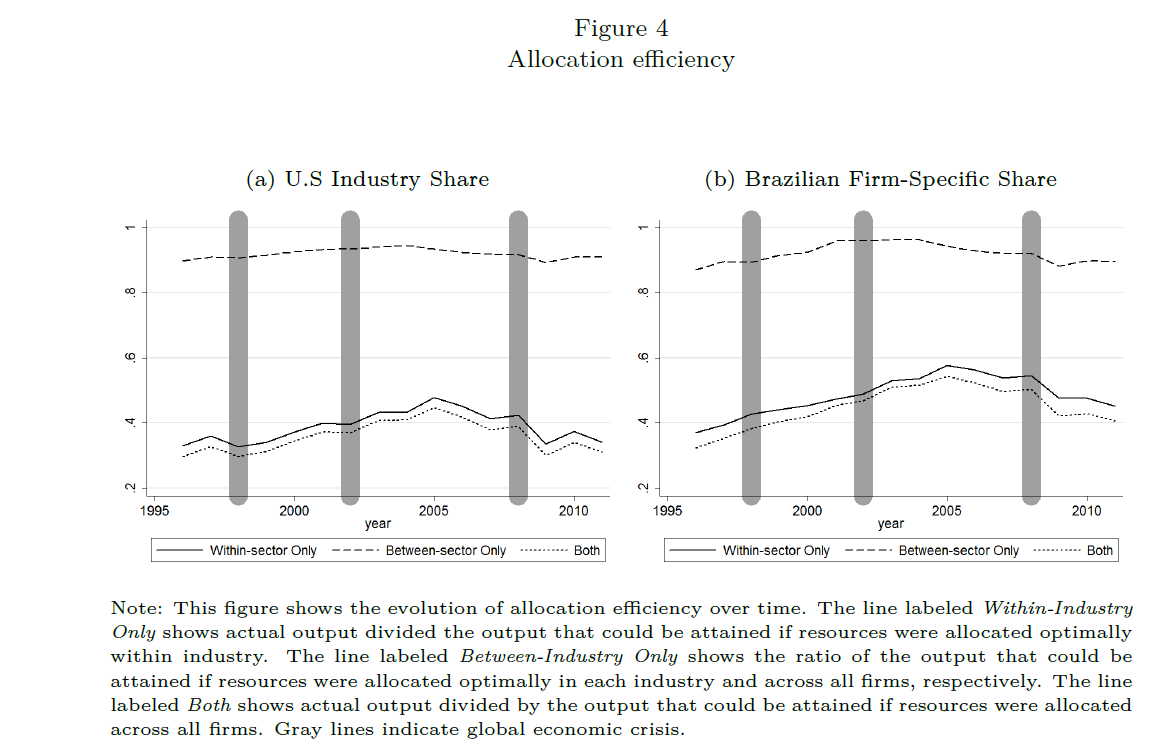 Figure 4
Allocation efficiency
(a) U.S Industry Share
1
.8
.6
.4
.2
1995 2000 2005 2010
year
Within-sector Only Between-sector Only Both
(b) Brazilian Firm-Specific Share
1
.8
.6
.4
.2
1995 2000 2005 2010
year
Within-sector Only Between-sector Only Both
Note: This figure shows the evolution of allocation efficiency over time. The line labeled Within-Industry
Only shows actual output divided the output that could be attained if resources were allocated optimally
within industry. The line labeled Between-Industry Only shows the ratio of the output that could be
attained if resources were allocated optimally in each industry and across all firms, respectively. The line
labeled Both shows actual output divided by the output that could be attained if resources were allocated
across all firms. Gray lines indicate global economic crisis.